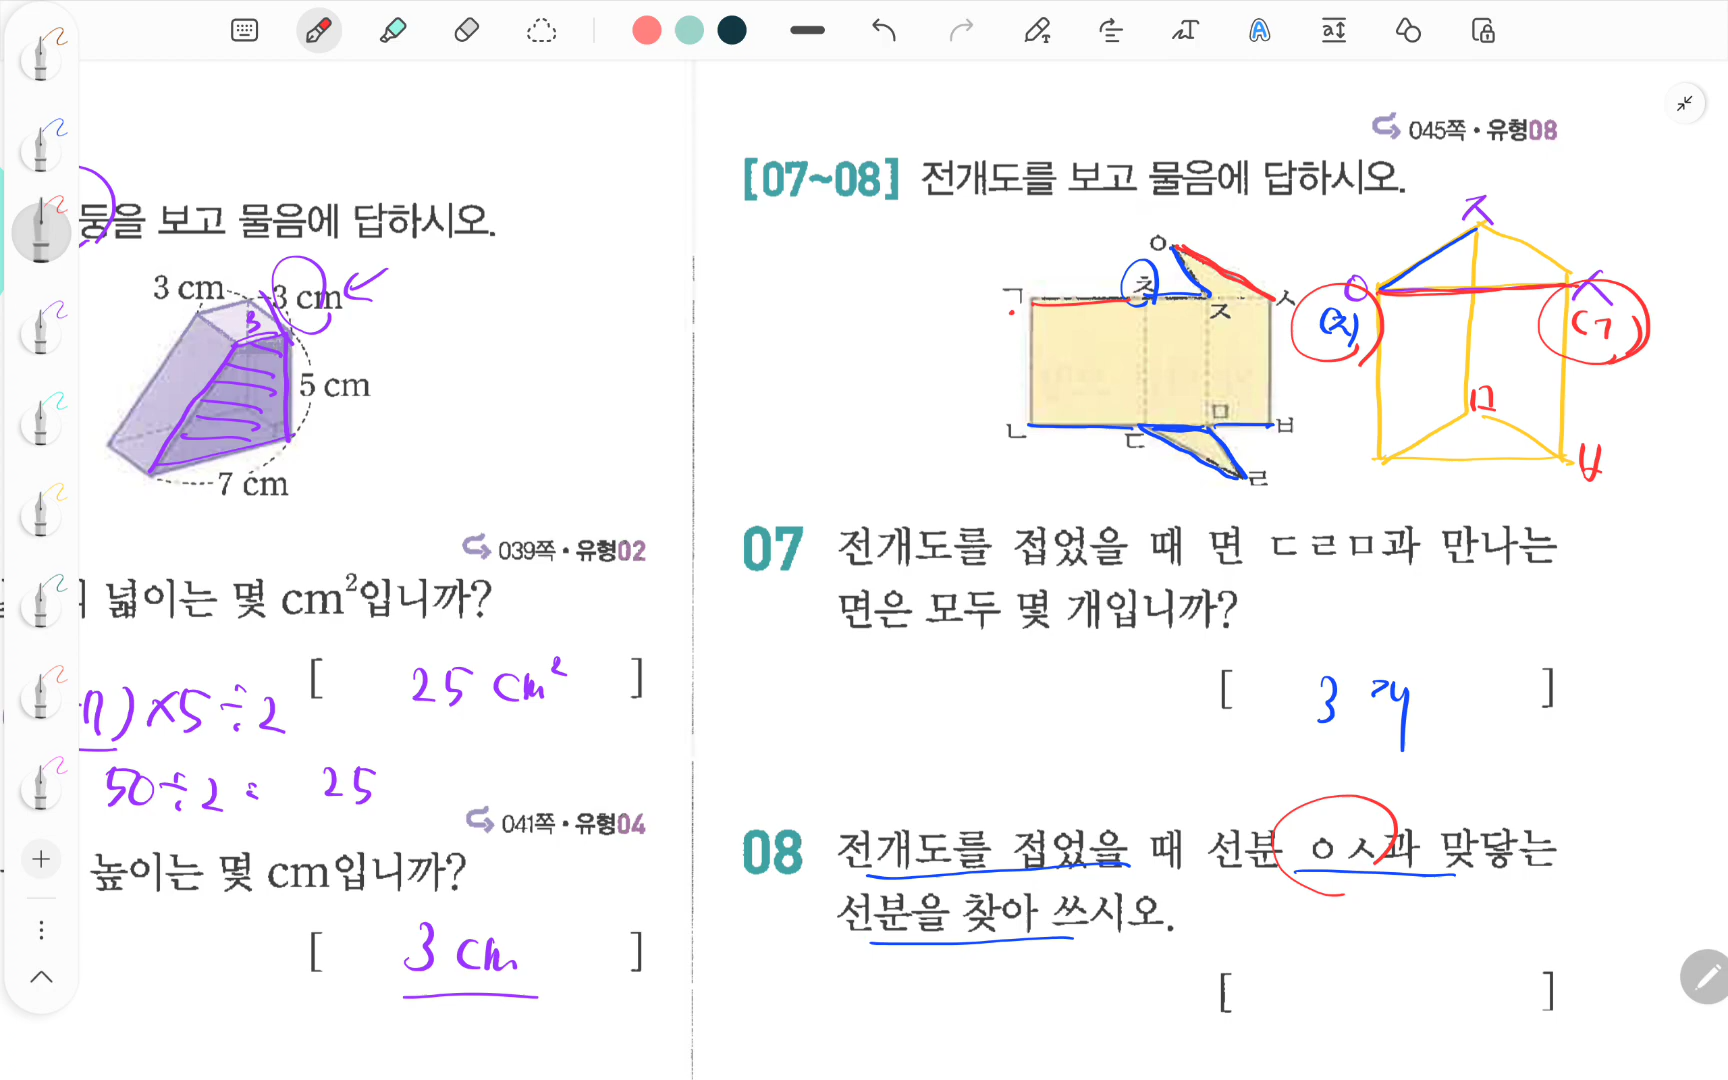 둥을 보고 물음에 답하시오.
3 cm
3 cm
3
5 cm
7 cm
039쪽 • 유형02
넓이는 몇 cm²입니까?
[ 25 cm² ]
) ×5÷2
50÷2 = 25
041쪽 • 유형04
높이는 몇 cm입니까?
[ 3 cm ]
045쪽 • 유형08
[07~08] 전개도를 보고 물음에 답하시오.
ㅇ
ㄱ ㅊ ㅈ ㅅ
ㄴ ㄷ ㅁ ㅂ
ㄹ
ㅈ
ㅇ ㅅ
(ㅊ) (ㄱ)
ㅁ
ㅂ
07 전개도를 접었을 때 면 ㄷㄹㅁ과 만나는
면은 모두 몇 개입니까?
[ 3개 ]
08 전개도를 접었을 때 선분 ㅇㅅ과 맞닿는
선분을 찾아 쓰시오.
[ ]